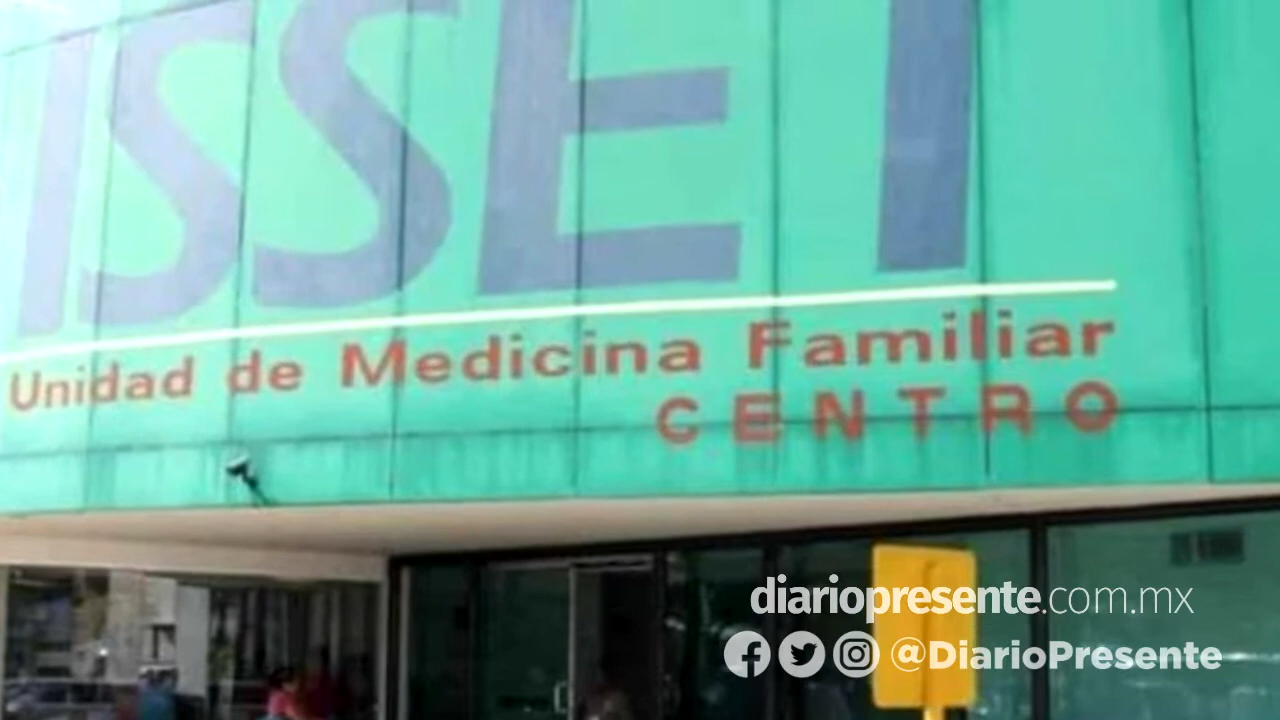 ISSET
Unidad de Medicina Familiar
CENTRO
diariopresente.com.mx
@DiarioPresente